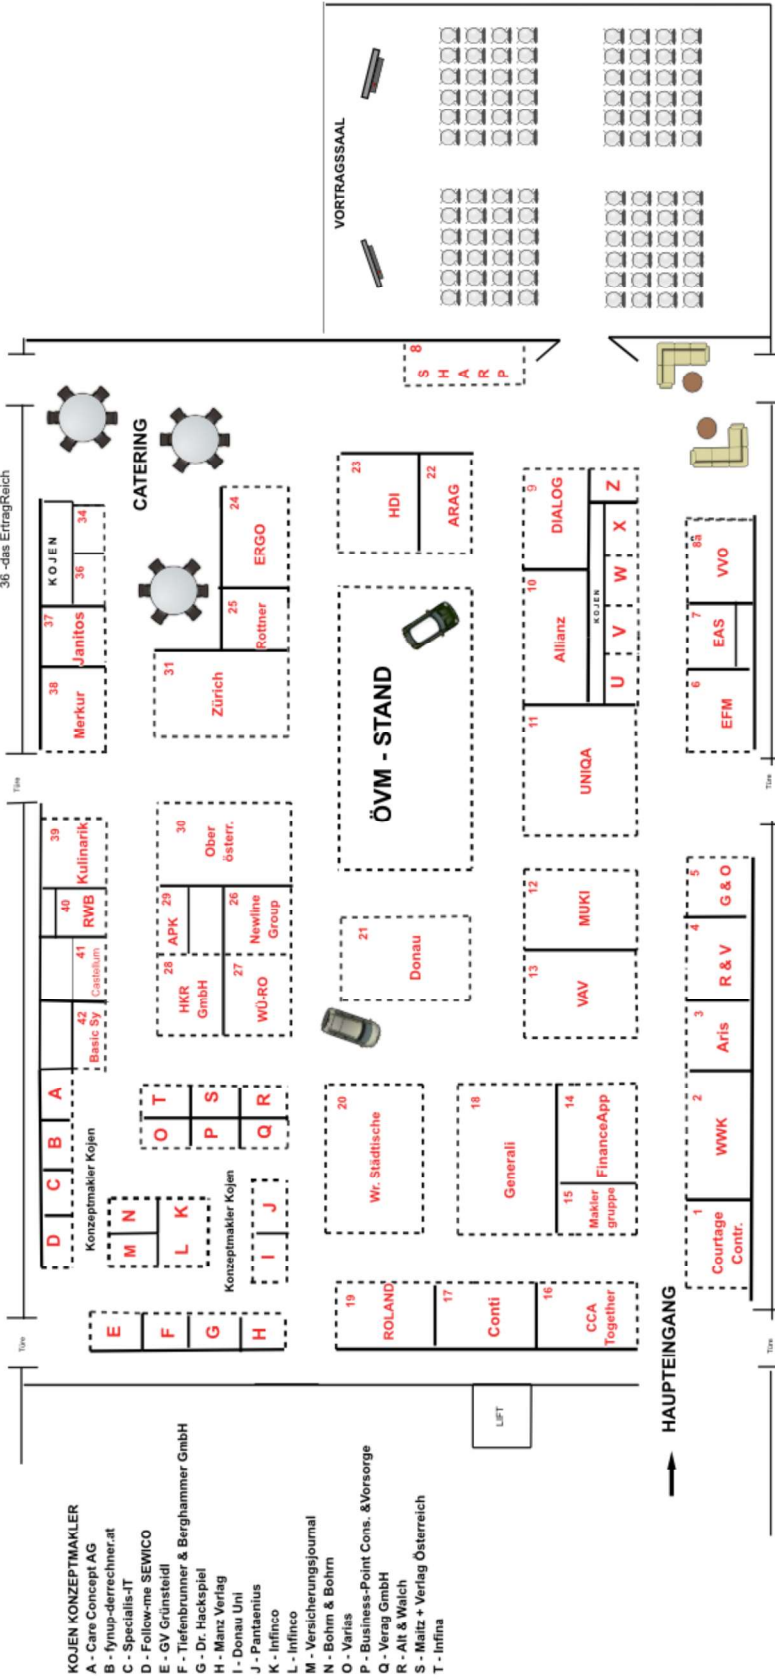 KOJEN KONZEPTMAKLER
A - Care Concept AG
B - fynup-derrechner.at
C - Specialis-IT
D - Follow-me SEWICO
E - GV Grünsteidl
F - Tiefenbrunner & Berghammer GmbH
G - Dr. Hackspiel
H - Manz Verlag
I - Donau Uni
J - Pantaenius
K - Infinco
L - Infinco
M - Versicherungsjournal
N - Bohm & Bohrn
O - Varias
P - Business-Point Cons. &Vorsorge
Q - Verag GmbH
R - Alt & Walch
S - Maitz + Verlag Österreich
T - Infina
36 -das ErtragReich
Türe
Türe
D
C
B
A
42
Basic Sy
41
Castellum
40
RWB
39
Kulinarik
38
Merkur
37
Janitos
KOJEN
36
34
CATERING
Konzeptmakler Kojen
E
F
G
H
M
N
L
K
Konzeptmakler Kojen
I
J
O
T
P
S
Q
R
28
HKR
GmbH
29
APK
27
WÜ-RO
26
Newline
Group
30
Ober
österr.
31
Zürich
25
Rottner
24
ERGO
19
ROLAND
17
Conti
16
CCA
Together
20
Wr. Städtische
18
Generali
15
Makler
gruppe
14
FinanceApp
21
Donau
ÖVM - STAND
23
HDI
22
ARAG
8
S
H
A
R
P
VORTRAGSSAAL
13
VAV
12
MUKI
11
UNIQA
10
Allianz
9
DIALOG
KOJEN
U
V
W
X
Z
LIFT
HAUPTEINGANG
1
Courtage
Contr.
2
WWK
3
Aris
4
R & V
5
G & O
6
EFM
7
EAS
8a
VVO
Türe
Türe